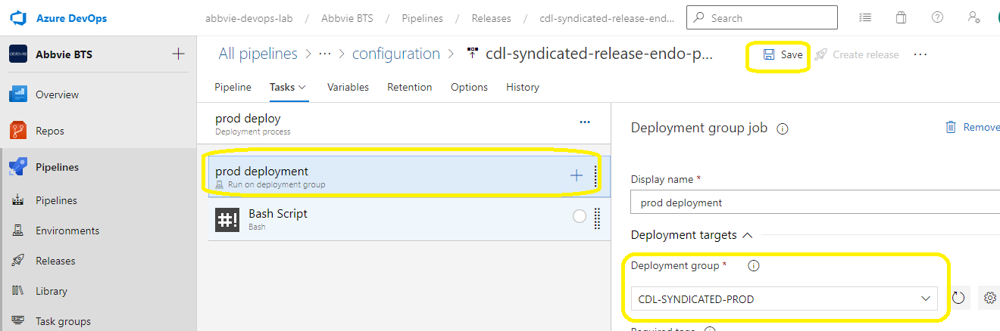 Azure DevOps
abbvie-devops-lab / Abbvie BTS / Pipelines / Releases / cdl-syndicated-release-endo...
Search
Abbvie BTS
All pipelines > ··· > configuration > cdl-syndicated-release-endo-p...
Save
Create release
···
Overview
Repos
Pipelines
Pipelines
Environments
Releases
Library
Task groups
Pipeline
Tasks
Variables
Retention
Options
History
prod deploy
Deployment process
prod deployment
Run on deployment group
#!
Bash Script
Bash
Deployment group job
Remove
Display name *
prod deployment
Deployment targets
Deployment group *
CDL-SYNDICATED-PROD